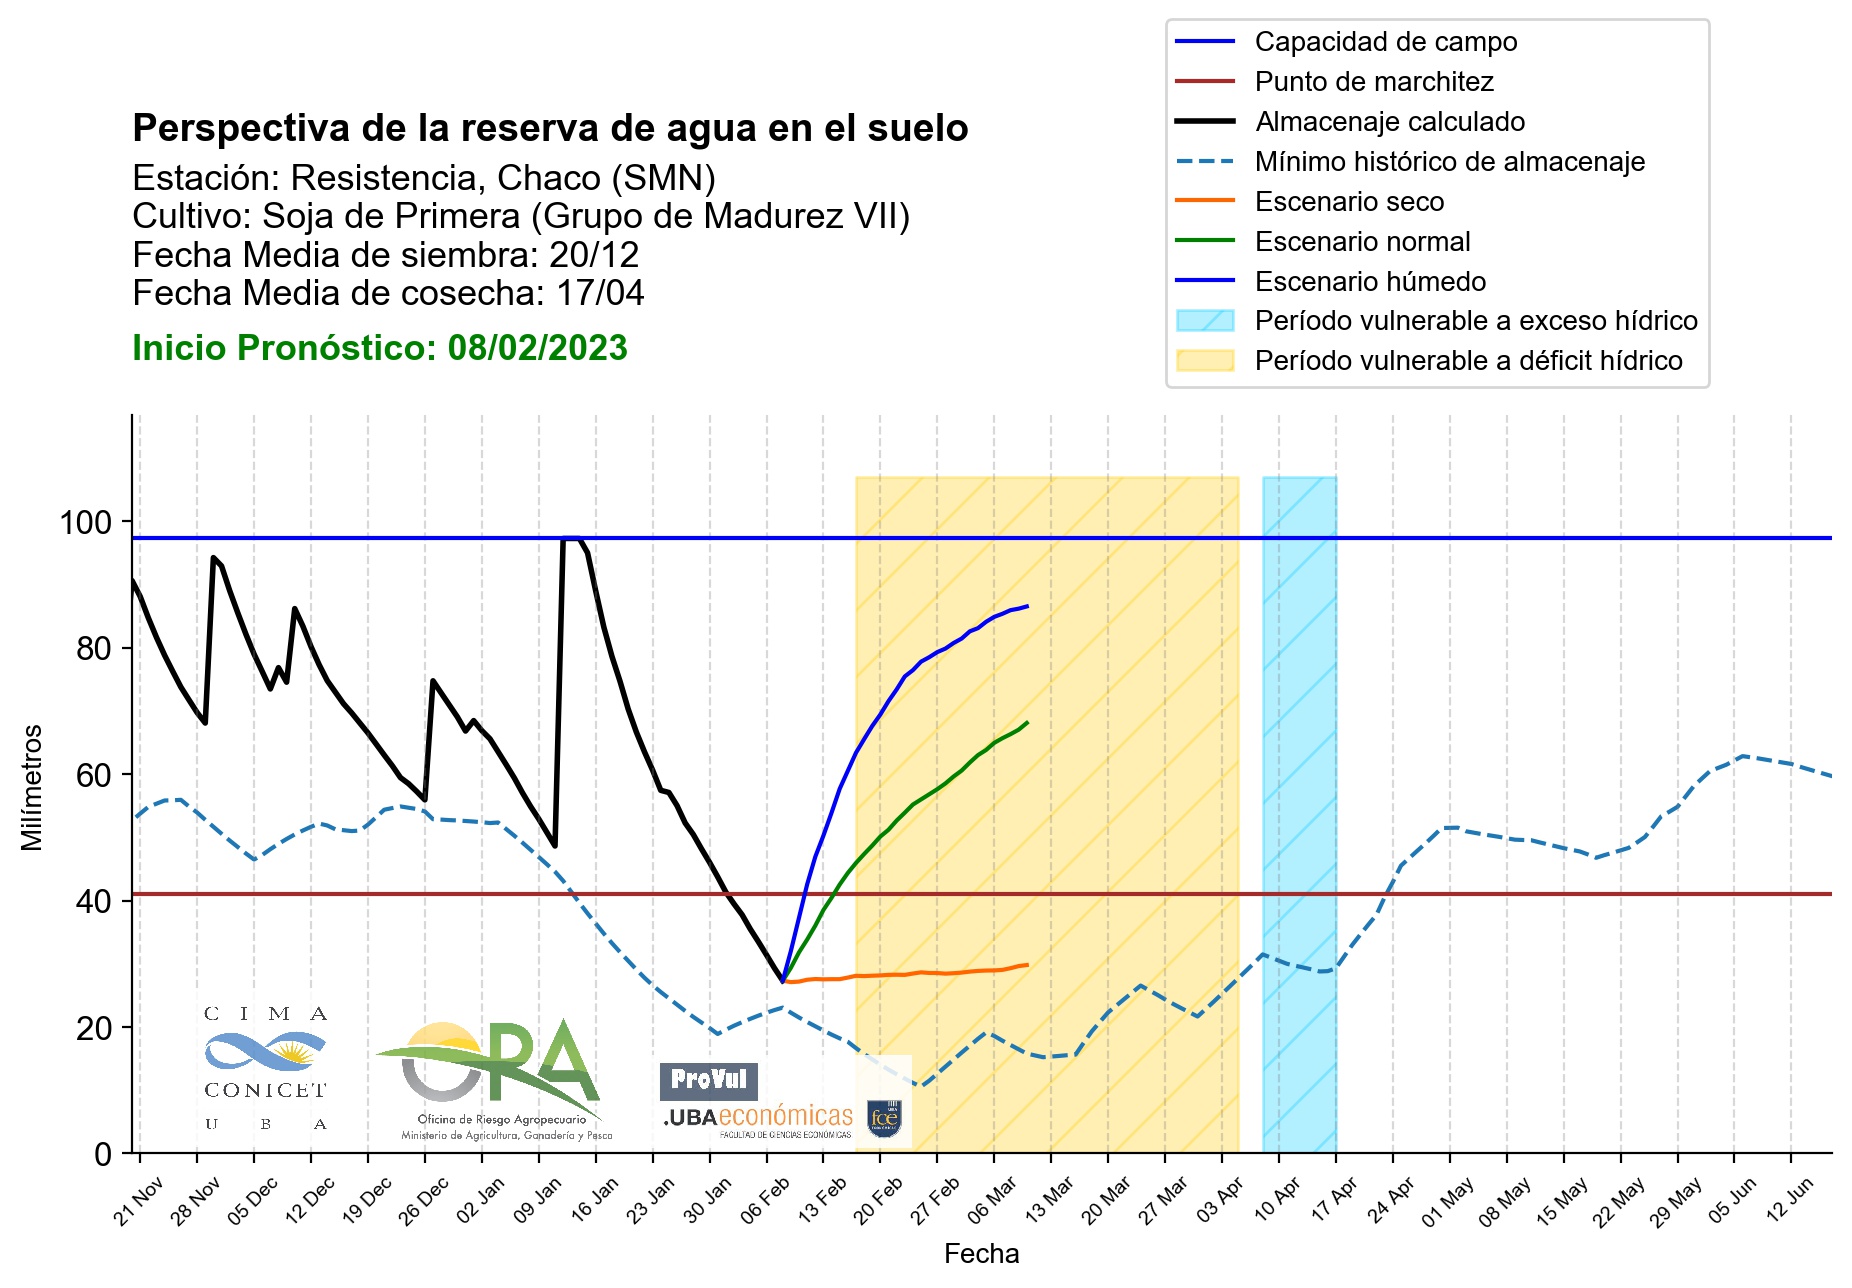 Capacidad de campo
Punto de marchitez
Almacenaje calculado
Mínimo histórico de almacenaje
Escenario seco
Escenario normal
Escenario húmedo
Período vulnerable a exceso hídrico
Período vulnerable a déficit hídrico
Perspectiva de la reserva de agua en el suelo
Estación: Resistencia, Chaco (SMN)
Cultivo: Soja de Primera (Grupo de Madurez VII)
Fecha Media de siembra: 20/12
Fecha Media de cosecha: 17/04
Inicio Pronóstico: 08/02/2023
100
80
60
40
20
0
Milímetros
CIMA
CONICET
UBA
ORA
Oficina de Riesgo Agropecuario
Ministerio de Agricultura, Ganadería y Pesca
ProVul
.UBAeconómicas
FACULTAD DE CIENCIAS ECONÓMICAS
fce
21 Nov
28 Nov
05 Dec
12 Dec
19 Dec
26 Dec
02 Jan
09 Jan
16 Jan
23 Jan
30 Jan
06 Feb
13 Feb
20 Feb
27 Feb
06 Mar
13 Mar
20 Mar
27 Mar
03 Apr
10 Apr
17 Apr
24 Apr
01 May
08 May
15 May
22 May
29 May
05 Jun
12 Jun
Fecha